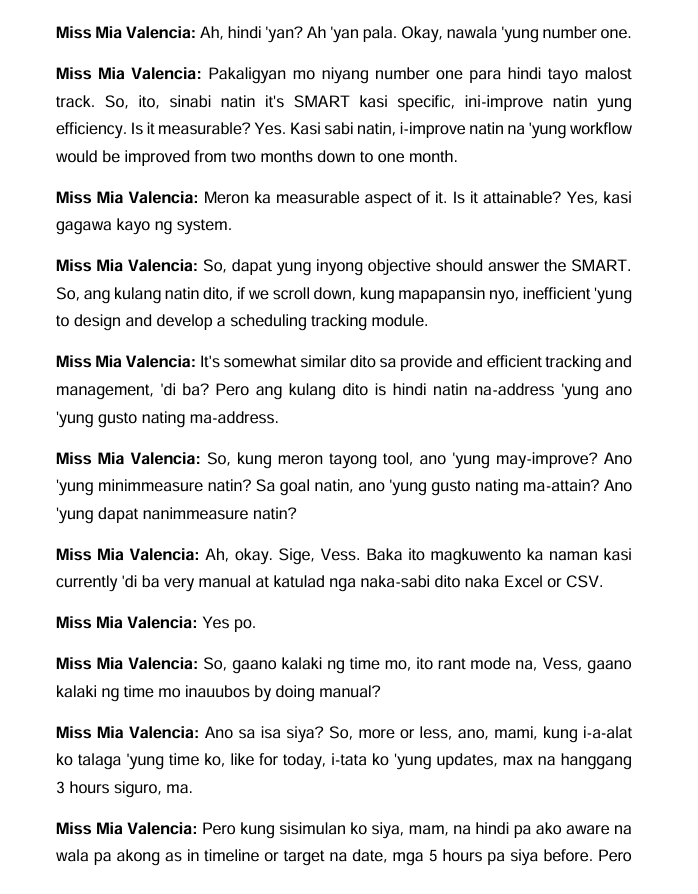 Miss Mia Valencia: Ah, hindi 'yan? Ah 'yan pala. Okay, nawala 'yung number one.
Miss Mia Valencia: Pakaligyan mo niyang number one para hindi tayo malost
track. So, ito, sinabi natin it's SMART kasi specific, ini-improve natin yung
efficiency. Is it measurable? Yes. Kasi sabi natin, i-improve natin na 'yung workflow
would be improved from two months down to one month.
Miss Mia Valencia: Meron ka measurable aspect of it. Is it attainable? Yes, kasi
gagawa kayo ng system.
Miss Mia Valencia: So, dapat yung inyong objective should answer the SMART.
So, ang kulang natin dito, if we scroll down, kung mapapansin nyo, inefficient 'yung
to design and develop a scheduling tracking module.
Miss Mia Valencia: It's somewhat similar dito sa provide and efficient tracking and
management, 'di ba? Pero ang kulang dito is hindi natin na-address 'yung ano
'yung gusto nating ma-address.
Miss Mia Valencia: So, kung meron tayong tool, ano 'yung may-improve? Ano
'yung minimmeasure natin? Sa goal natin, ano 'yung gusto nating ma-attain? Ano
'yung dapat nanimmeasure natin?
Miss Mia Valencia: Ah, okay. Sige, Vess. Baka ito magkuwento ka naman kasi
currently 'di ba very manual at katulad nga naka-sabi dito naka Excel or CSV.
Miss Mia Valencia: Yes po.
Miss Mia Valencia: So, gaano kalaki ng time mo, ito rant mode na, Vess, gaano
kalaki ng time mo inauubos by doing manual?
Miss Mia Valencia: Ano sa isa siya? So, more or less, ano, mami, kung i-a-alat
ko talaga 'yung time ko, like for today, i-tata ko 'yung updates, max na hanggang
3 hours siguro, ma.
Miss Mia Valencia: Pero kung sisimulan ko siya, mam, na hindi pa ako aware na
wala pa akong as in timeline or target na date, mga 5 hours pa siya before. Pero